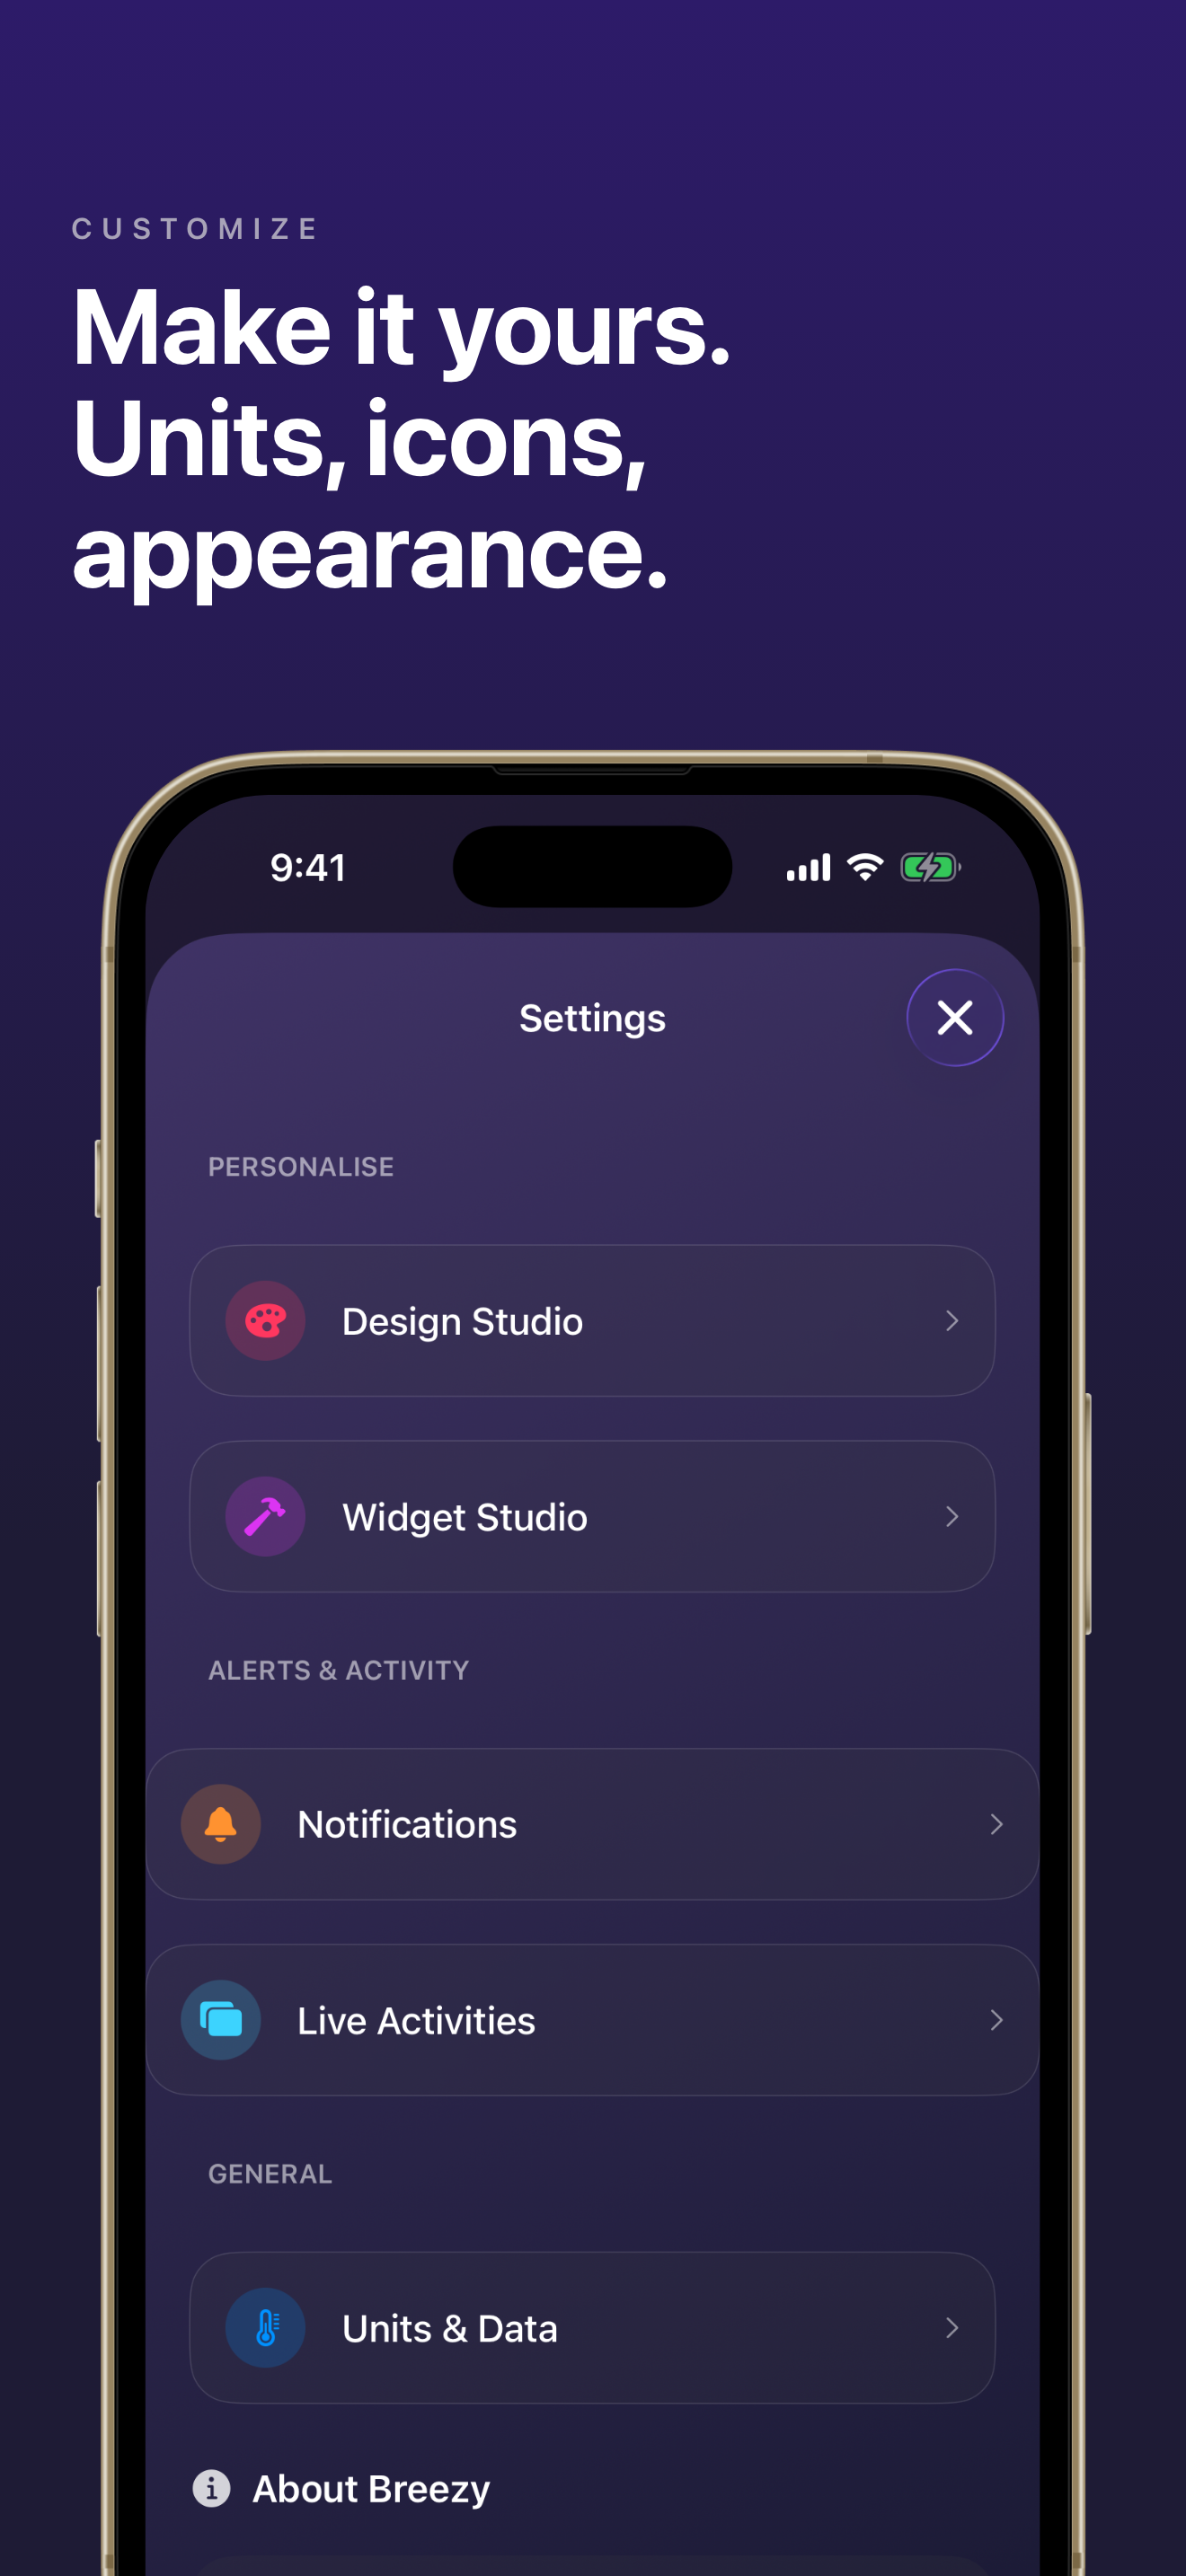 CUSTOMIZE
Make it yours.
Units, icons,
appearance.
9:41
Settings
PERSONALISE
Design Studio
Widget Studio
ALERTS & ACTIVITY
Notifications
Live Activities
GENERAL
Units & Data
About Breezy